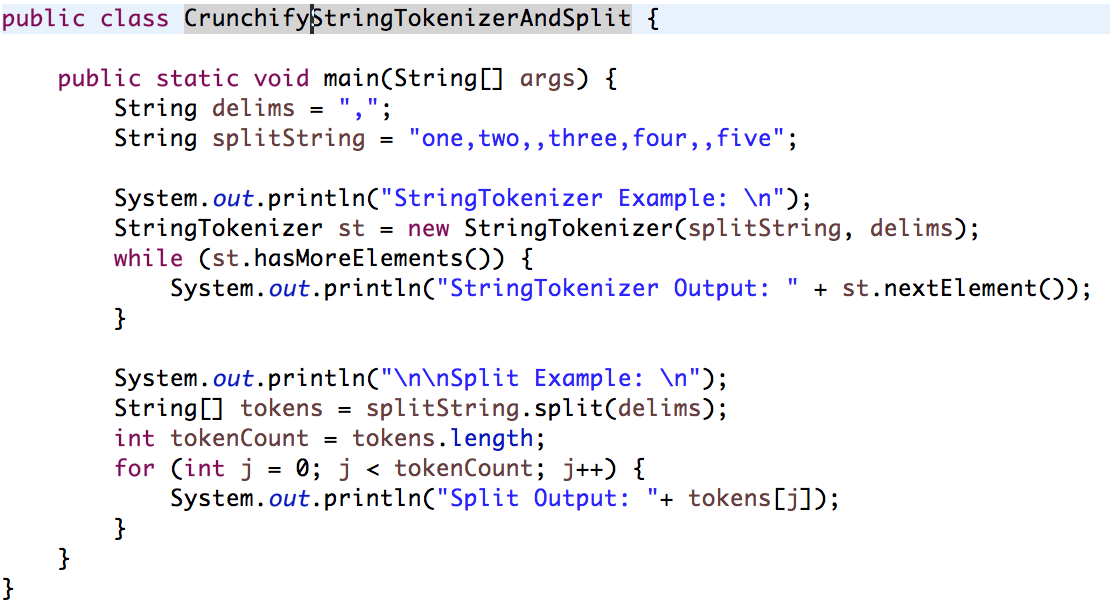 public class CrunchifyStringTokenizerAndSplit {
public static void main(String[] args) {
String delims = ",";
String splitString = "one,two,,three,four,,five";
System.out.println("StringTokenizer Example: \n");
StringTokenizer st = new StringTokenizer(splitString, delims);
while (st.hasMoreElements()) {
System.out.println("StringTokenizer Output: " + st.nextElement());
}
System.out.println("\n\nSplit Example: \n");
String[] tokens = splitString.split(delims);
int tokenCount = tokens.length;
for (int j = 0; j < tokenCount; j++) {
System.out.println("Split Output: "+ tokens[j]);
}
}
}